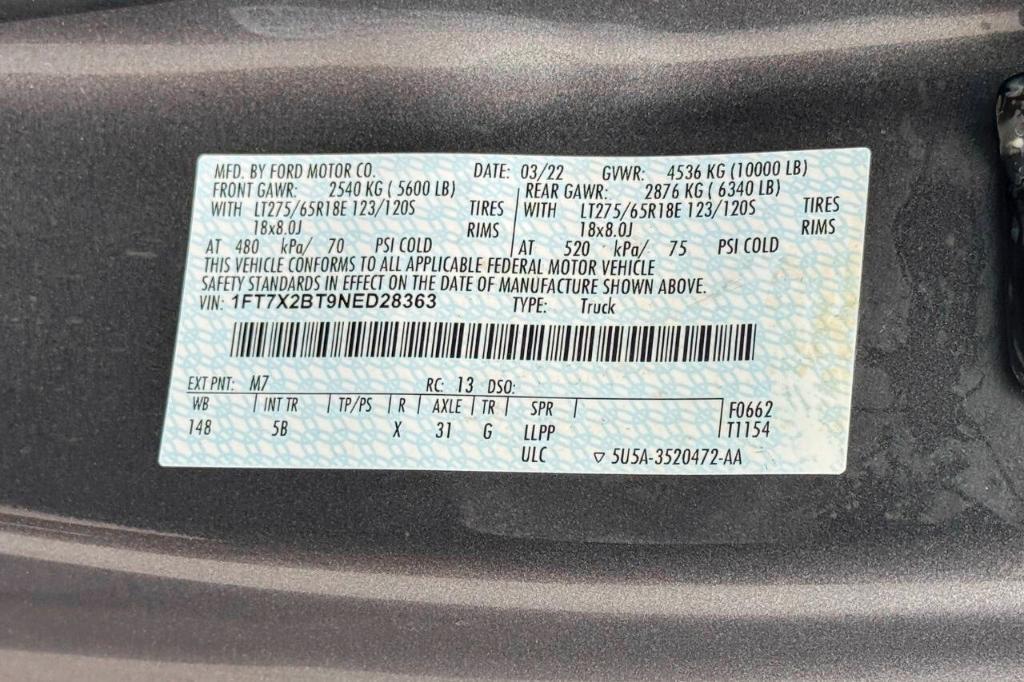 MFD. BY FORD MOTOR CO. DATE: 03/22 GVWR: 4536 KG (10000 LB)
FRONT GAWR: 2540 KG ( 5600 LB) REAR GAWR: 2876 KG ( 6340 LB)
WITH LT275/65R18E 123/120S TIRES WITH LT275/65R18E 123/120S TIRES
18x8.0J RIMS 18x8.0J RIMS
AT 480 kPa/ 70 PSI COLD AT 520 kPa/ 75 PSI COLD
THIS VEHICLE CONFORMS TO ALL APPLICABLE FEDERAL MOTOR VEHICLE
SAFETY STANDARDS IN EFFECT ON THE DATE OF MANUFACTURE SHOWN ABOVE.
VIN: 1FT7X2BT9NED28363 TYPE: Truck
EXT PNT: M7 RC: 13 DSO:
WB INT TR TP/PS R AXLE TR SPR F0662
148 5B X 31 G LLPP T1154
ULC ▽ 5U5A-3520472-AA